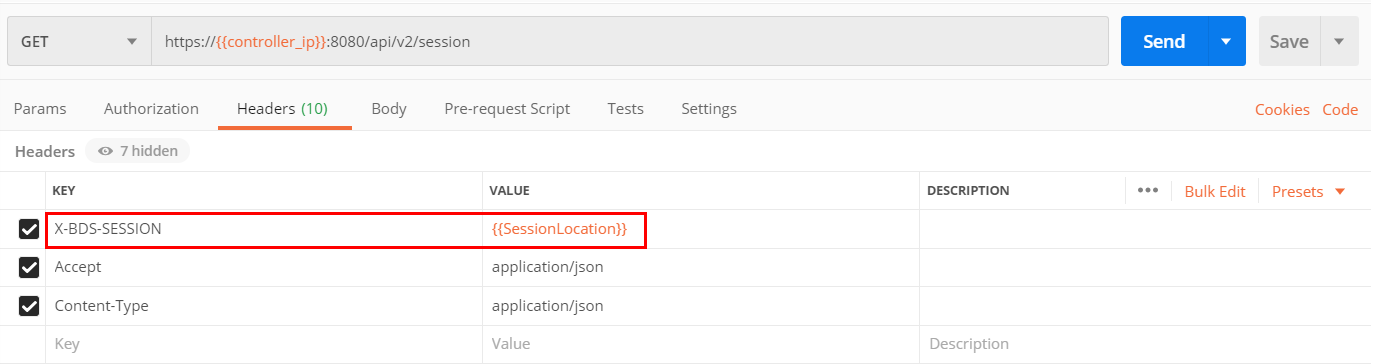 GET https://{{controller_ip}}:8080/api/v2/session Send Save
Params Authorization Headers (10) Body Pre-request Script Tests Settings Cookies Code
Headers 7 hidden
KEY VALUE DESCRIPTION ••• Bulk Edit Presets
X-BDS-SESSION {{SessionLocation}}
Accept application/json
Content-Type application/json
Key Value Description